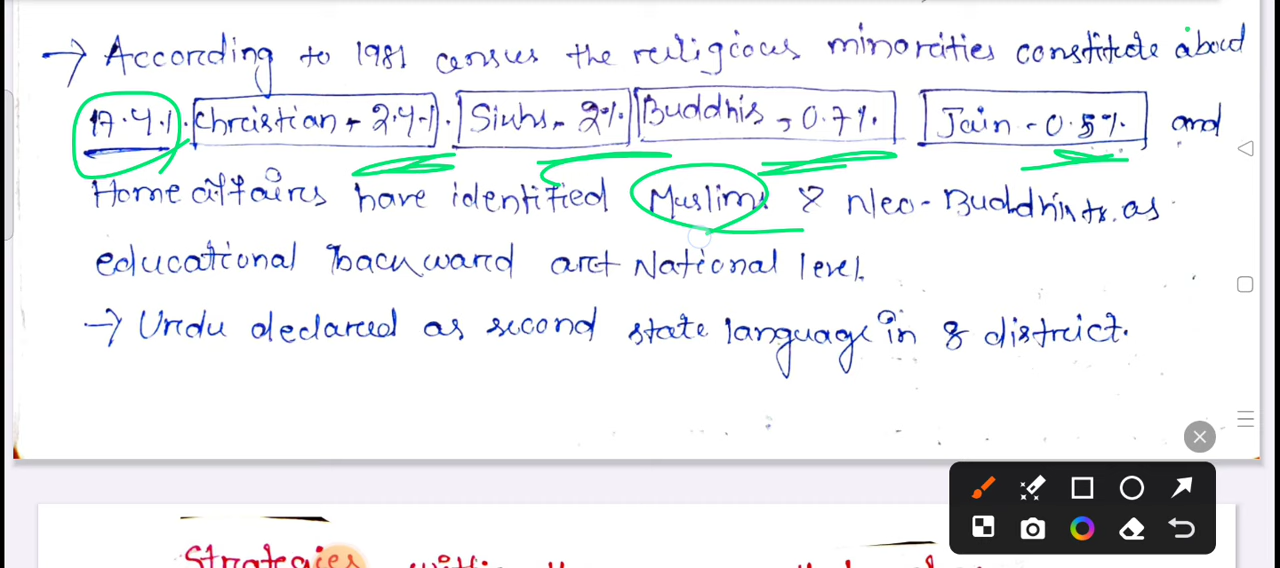 → According to 1981 census the religious minorities constitute about
17.4%. Christian - 2.4%. Sikhs - 2% Buddhis - 0.7%. Jain - 0.5% and
Home affairs have identified Muslims & Neo-Buddhists as
educational backward at National level.
→ Urdu declared as second state language in 8 district.
Strategies